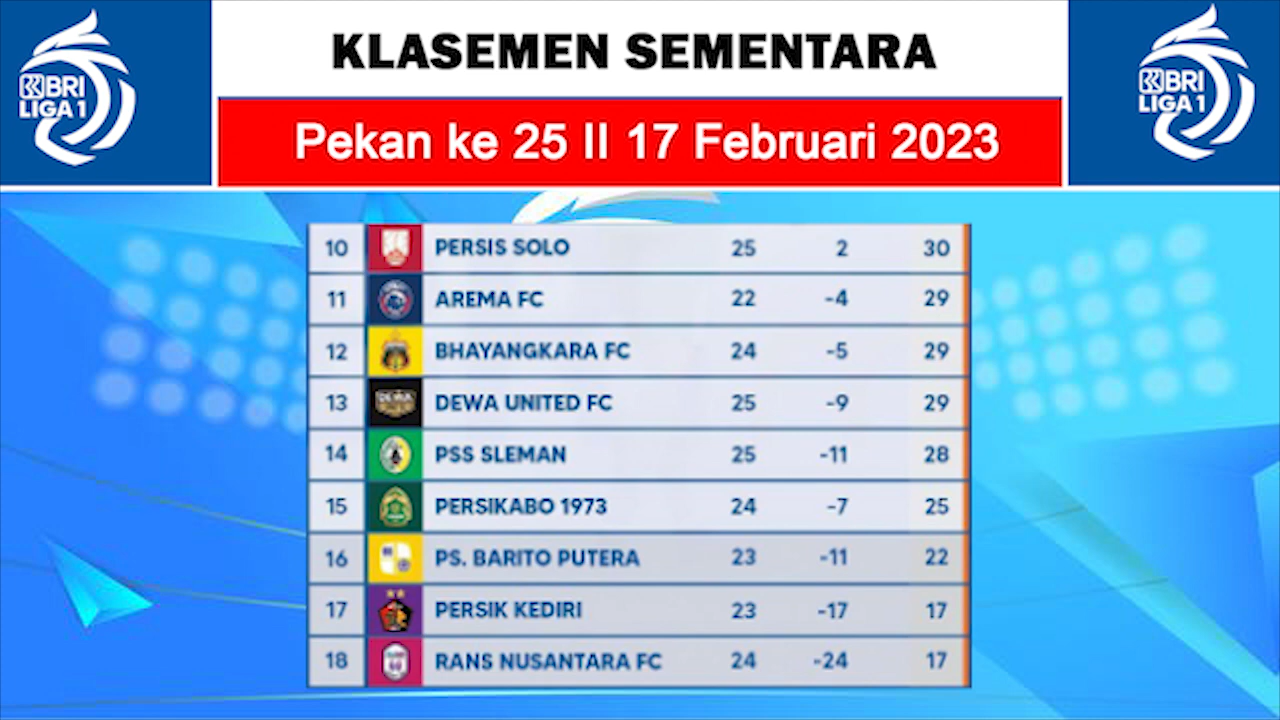 BRI
LIGA 1
KLASEMEN SEMENTARA
BRI
LIGA 1
Pekan ke 25 II 17 Februari 2023
10 PERSIS SOLO 25 2 30
11 AREMA FC 22 -4 29
12 BHAYANGKARA FC 24 -5 29
13 DEWA DEWA UNITED FC 25 -9 29
14 PSS SLEMAN 25 -11 28
15 PERSIKABO 1973 24 -7 25
16 PS. BARITO PUTERA 23 -11 22
17 PERSIK KEDIRI 23 -17 17
18 RANS NUSANTARA FC 24 -24 17